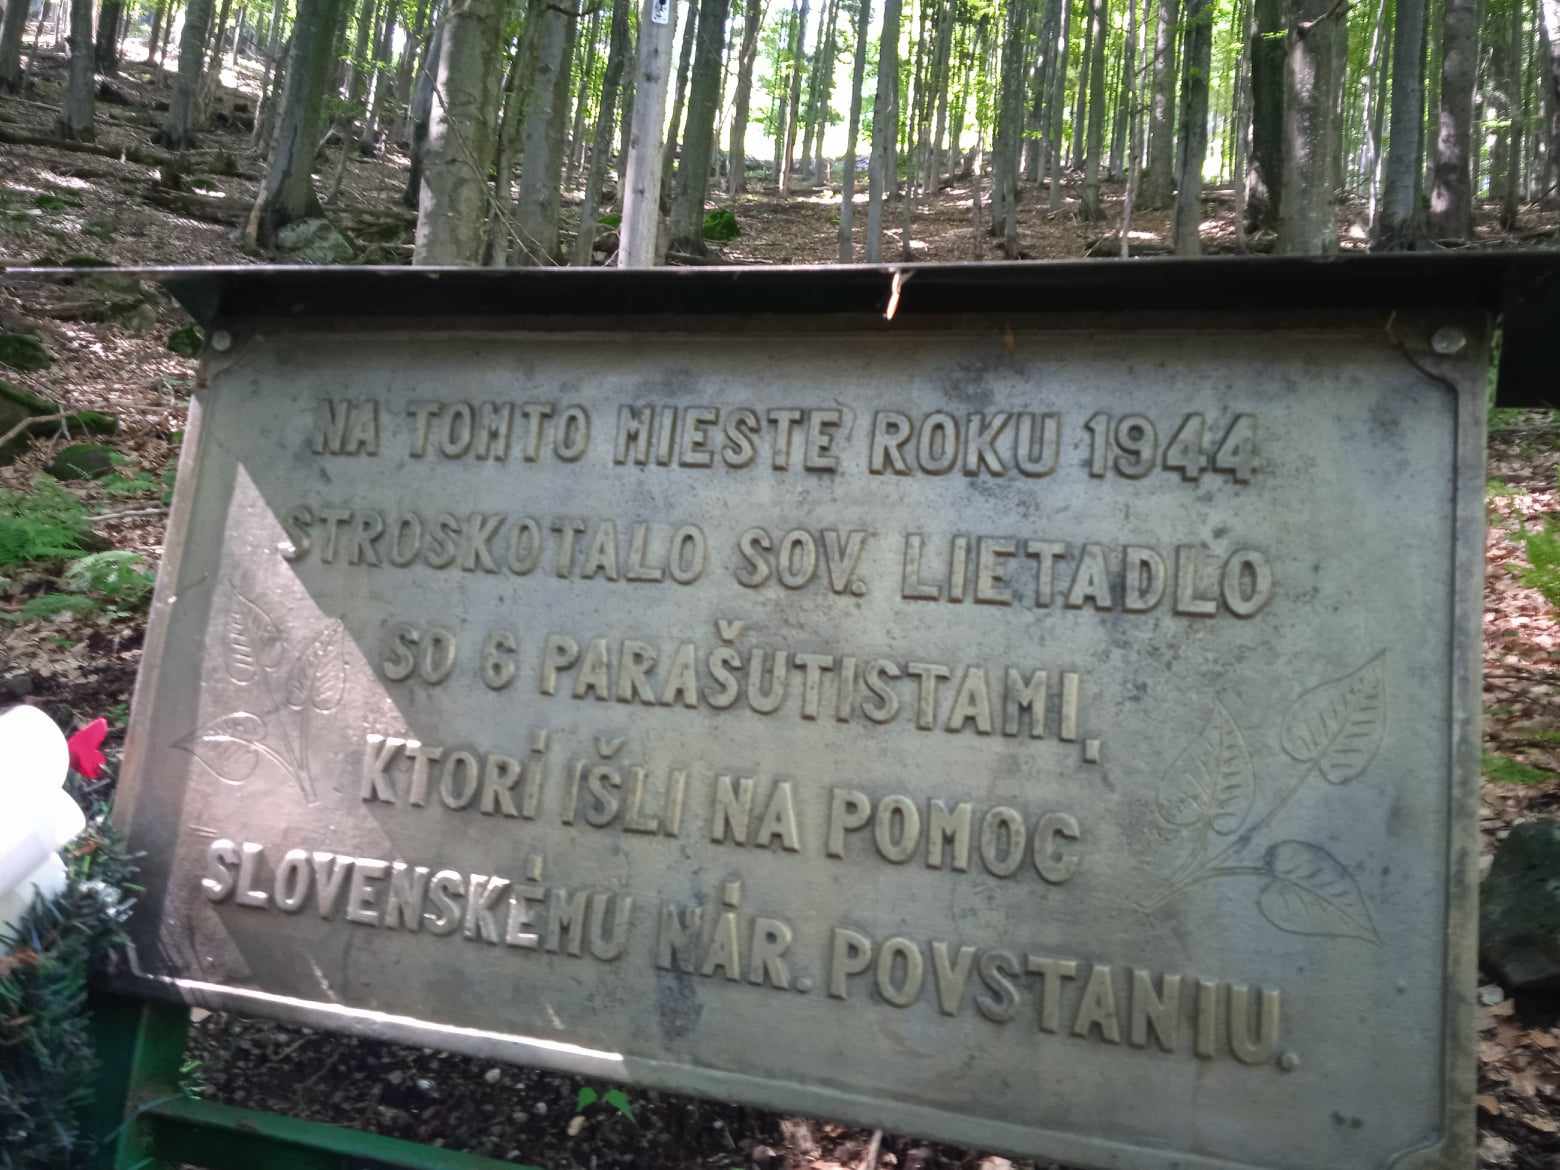 NA TOMTO MIESTE ROKU 1944
STROSKOTALO SOV. LIETADLO
SO 6 PARAŠUTISTAMI,
KTORÍ IŠLI NA POMOC
SLOVENSKÉMU NÁR. POVSTANIU.